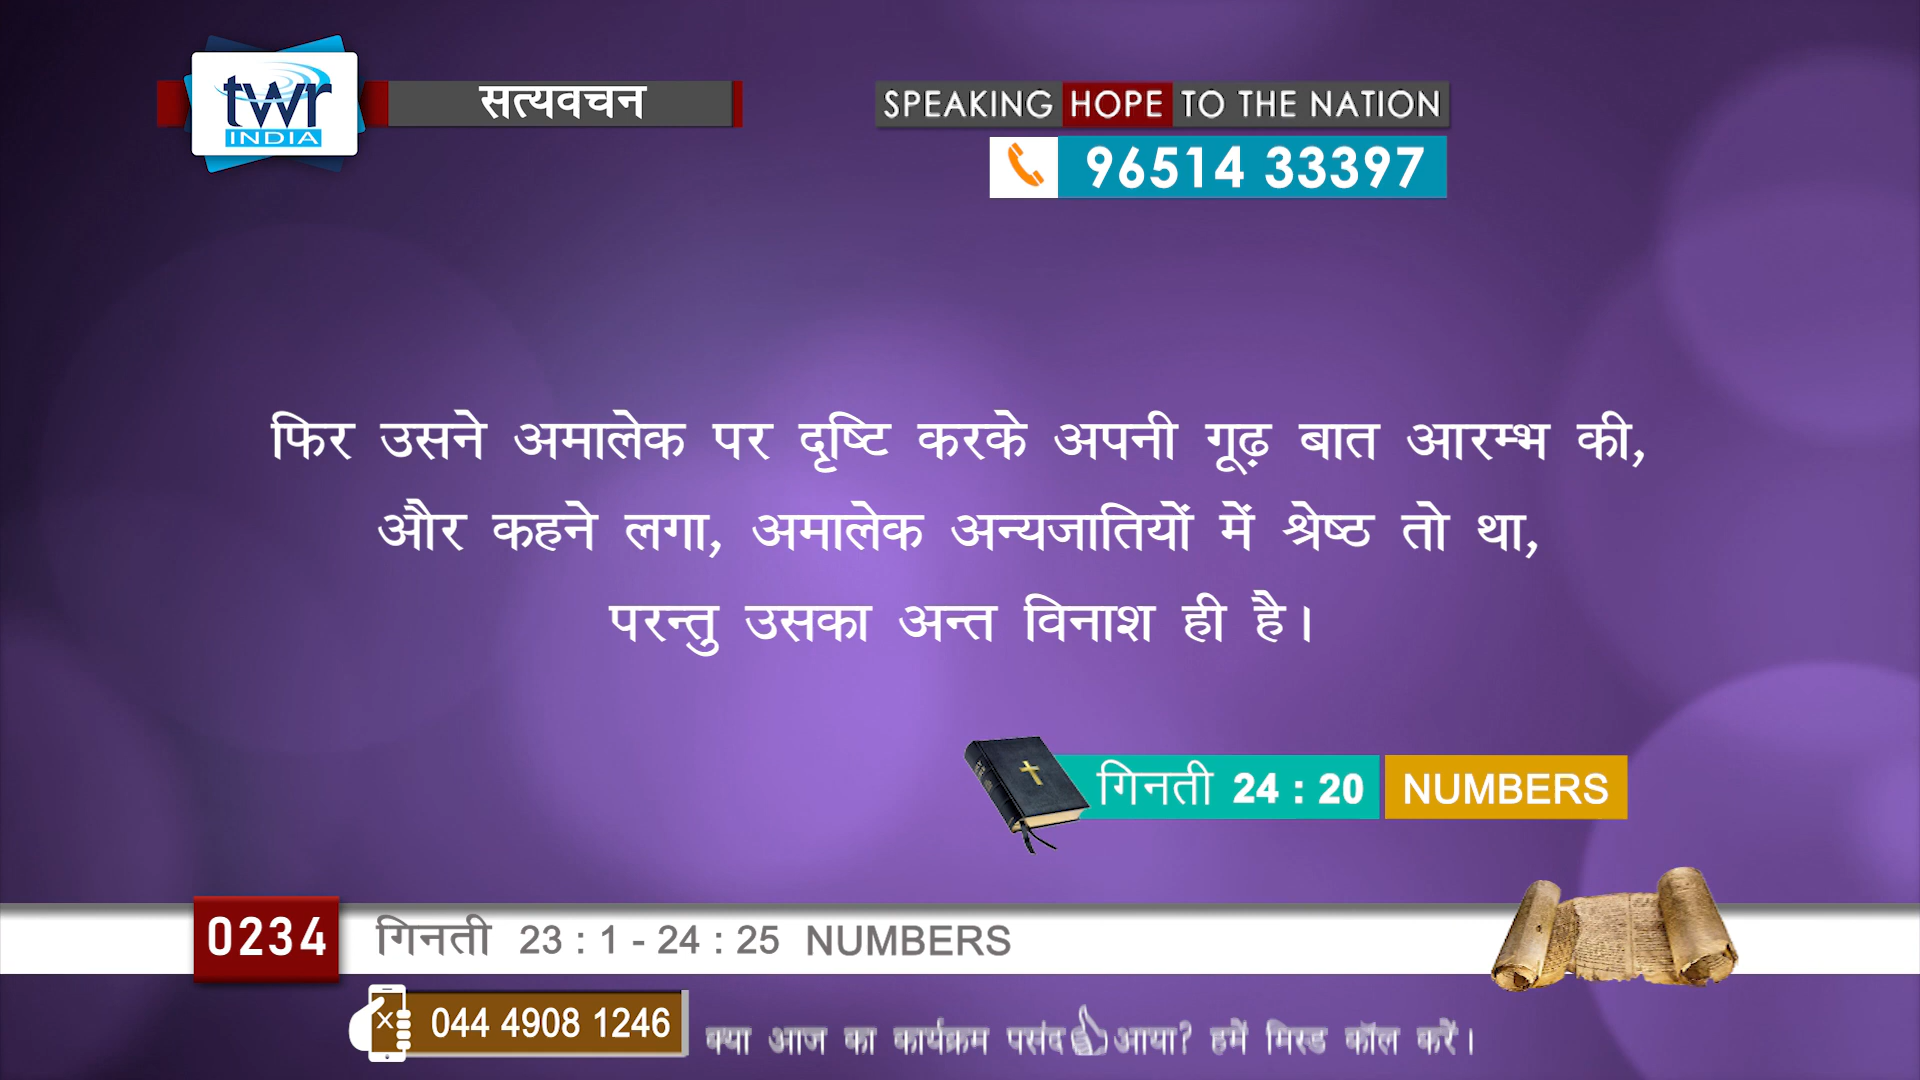 twr
INDIA
सत्यवचन
SPEAKING HOPE TO THE NATION
96514 33397
फिर उसने अमालेक पर दृष्टि करके अपनी गूढ़ बात आरम्भ की,
और कहने लगा, अमालेक अन्यजातियों में श्रेष्ठ तो था,
परन्तु उसका अन्त विनाश ही है।
गिनती 24 : 20 NUMBERS
0234 गिनती 23 : 1 - 24 : 25 NUMBERS
044 4908 1246 क्या आज का कार्यक्रम पसंद आया? हमें मिस्ड कॉल करें।